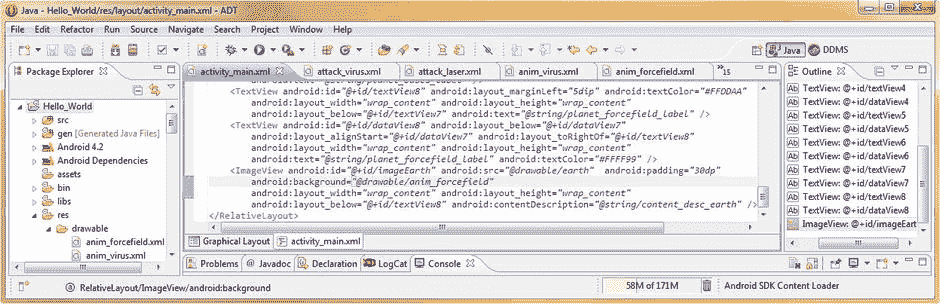 Java - Hello_World/res/layout/activity_main.xml - ADT
File Edit Refactor Run Source Navigate Search Project Window Help
Java DDMS
Package Explorer
activity_main.xml attack_virus.xml attack_laser.xml anim_virus.xml anim_forcefield.xml »15
Outline
Hello_World
src
gen [Generated Java Files]
Android 4.2
Android Dependencies
assets
bin
libs
res
drawable
anim_forcefield.xml
anim_virus.xml
<TextView android:id="@+id/textView8" android:layout_marginLeft="5dip" android:textColor="#FFDDAA"
android:layout_width="wrap_content" android:layout_height="wrap_content"
android:layout_below="@+id/textView7" android:text="@string/planet_forcefield_label" />
<TextView android:id="@+id/dataView8" android:layout_below="@+id/dataView7"
android:layout_alignStart="@+id/dataView7" android:layout_toRightOf="@+id/textView8"
android:layout_width="wrap_content" android:layout_height="wrap_content"
android:text="@string/planet_forcefield_label" android:textColor="#FFFF99" />
<ImageView android:id="@+id/imageEarth" android:src="@drawable/earth" android:padding="30dp"
android:background="@drawable/anim_forcefield"
android:layout_width="wrap_content" android:layout_height="wrap_content"
android:layout_below="@+id/textView8" android:contentDescription="@string/content_desc_earth" />
</RelativeLayout>
Graphical Layout activity_main.xml
TextView: @+id/textView4
TextView: @+id/dataView4
TextView: @+id/textView5
TextView: @+id/dataView5
TextView: @+id/textView6
TextView: @+id/dataView6
TextView: @+id/textView7
TextView: @+id/dataView7
TextView: @+id/textView8
TextView: @+id/dataView8
ImageView: @+id/imageEart
Problems Javadoc Declaration LogCat Console
RelativeLayout/ImageView/android:background
58M of 171M
Android SDK Content Loader